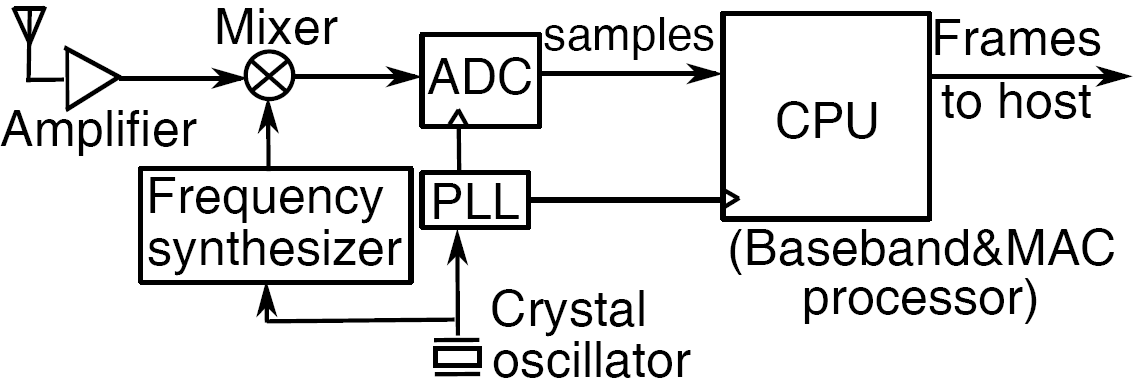 Mixer
samples
Frames
ADC
to host
CPU
Amplifier
Frequency
synthesizer
PLL
(Baseband&MAC
processor)
Crystal
oscillator